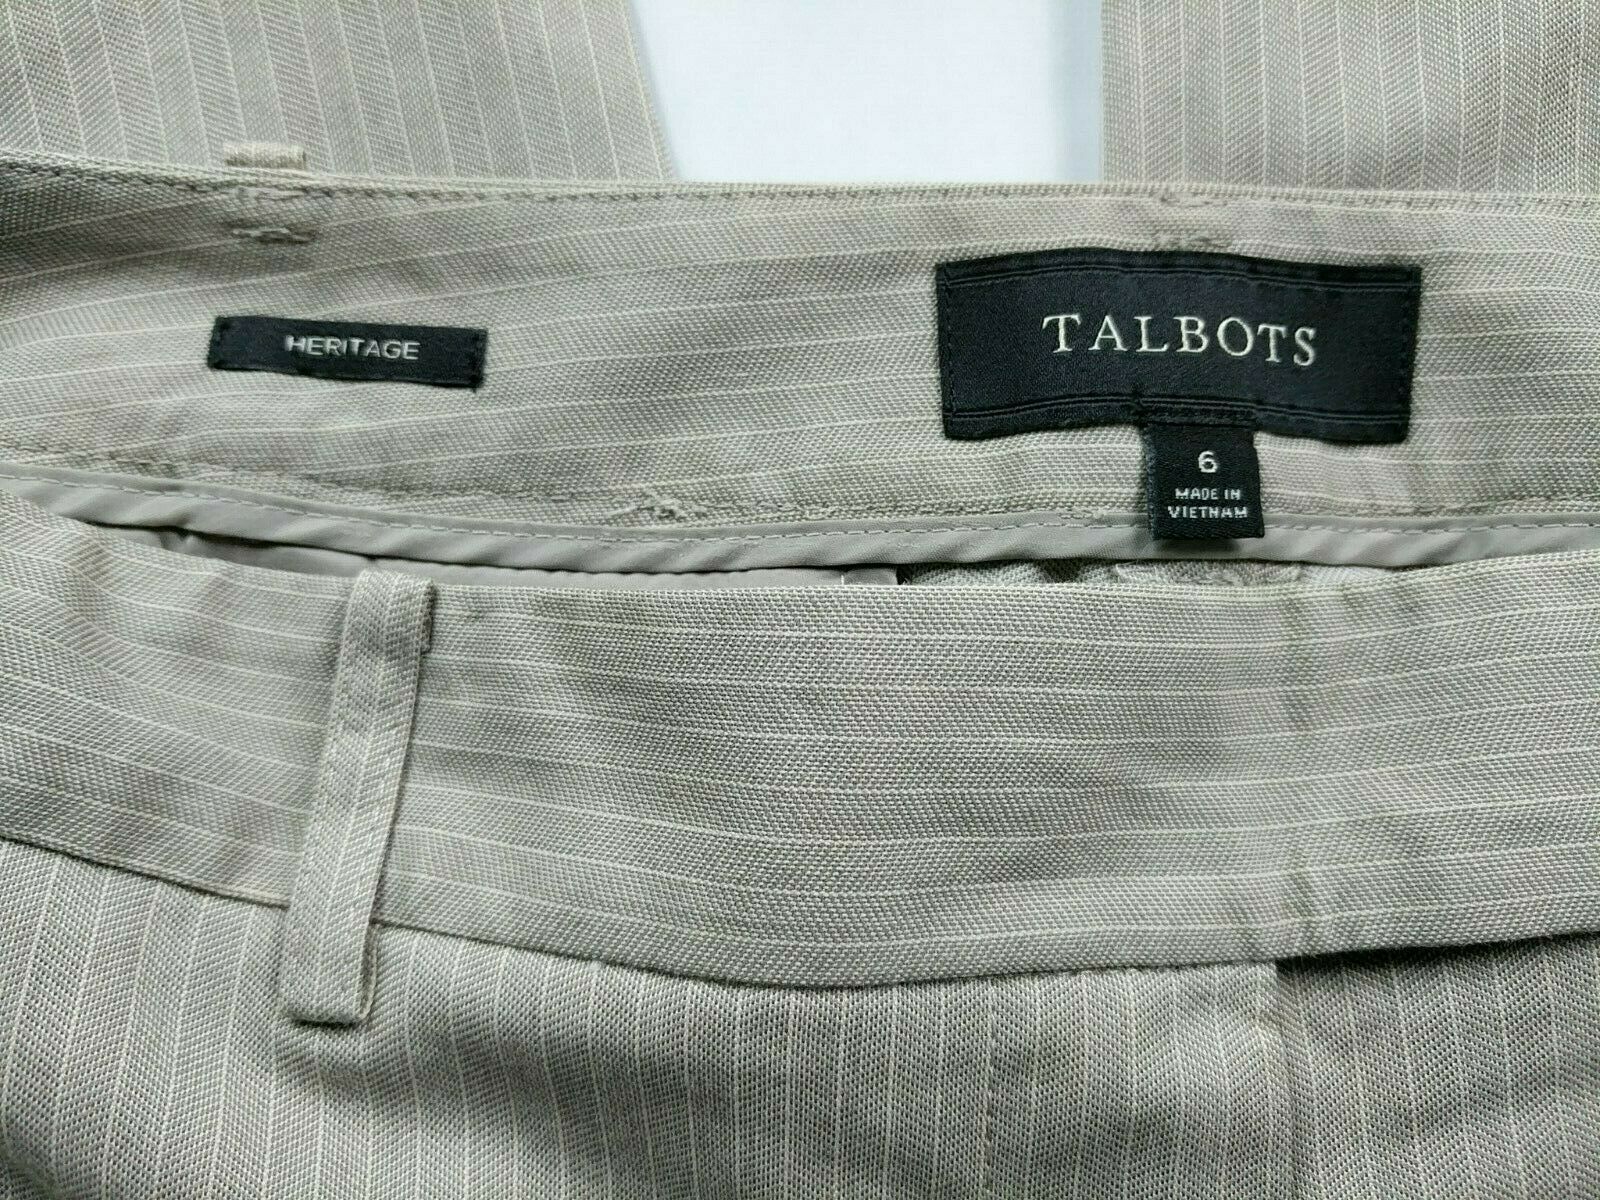 HERITAGE
TALBOTS
6
MADE IN
VIETNAM